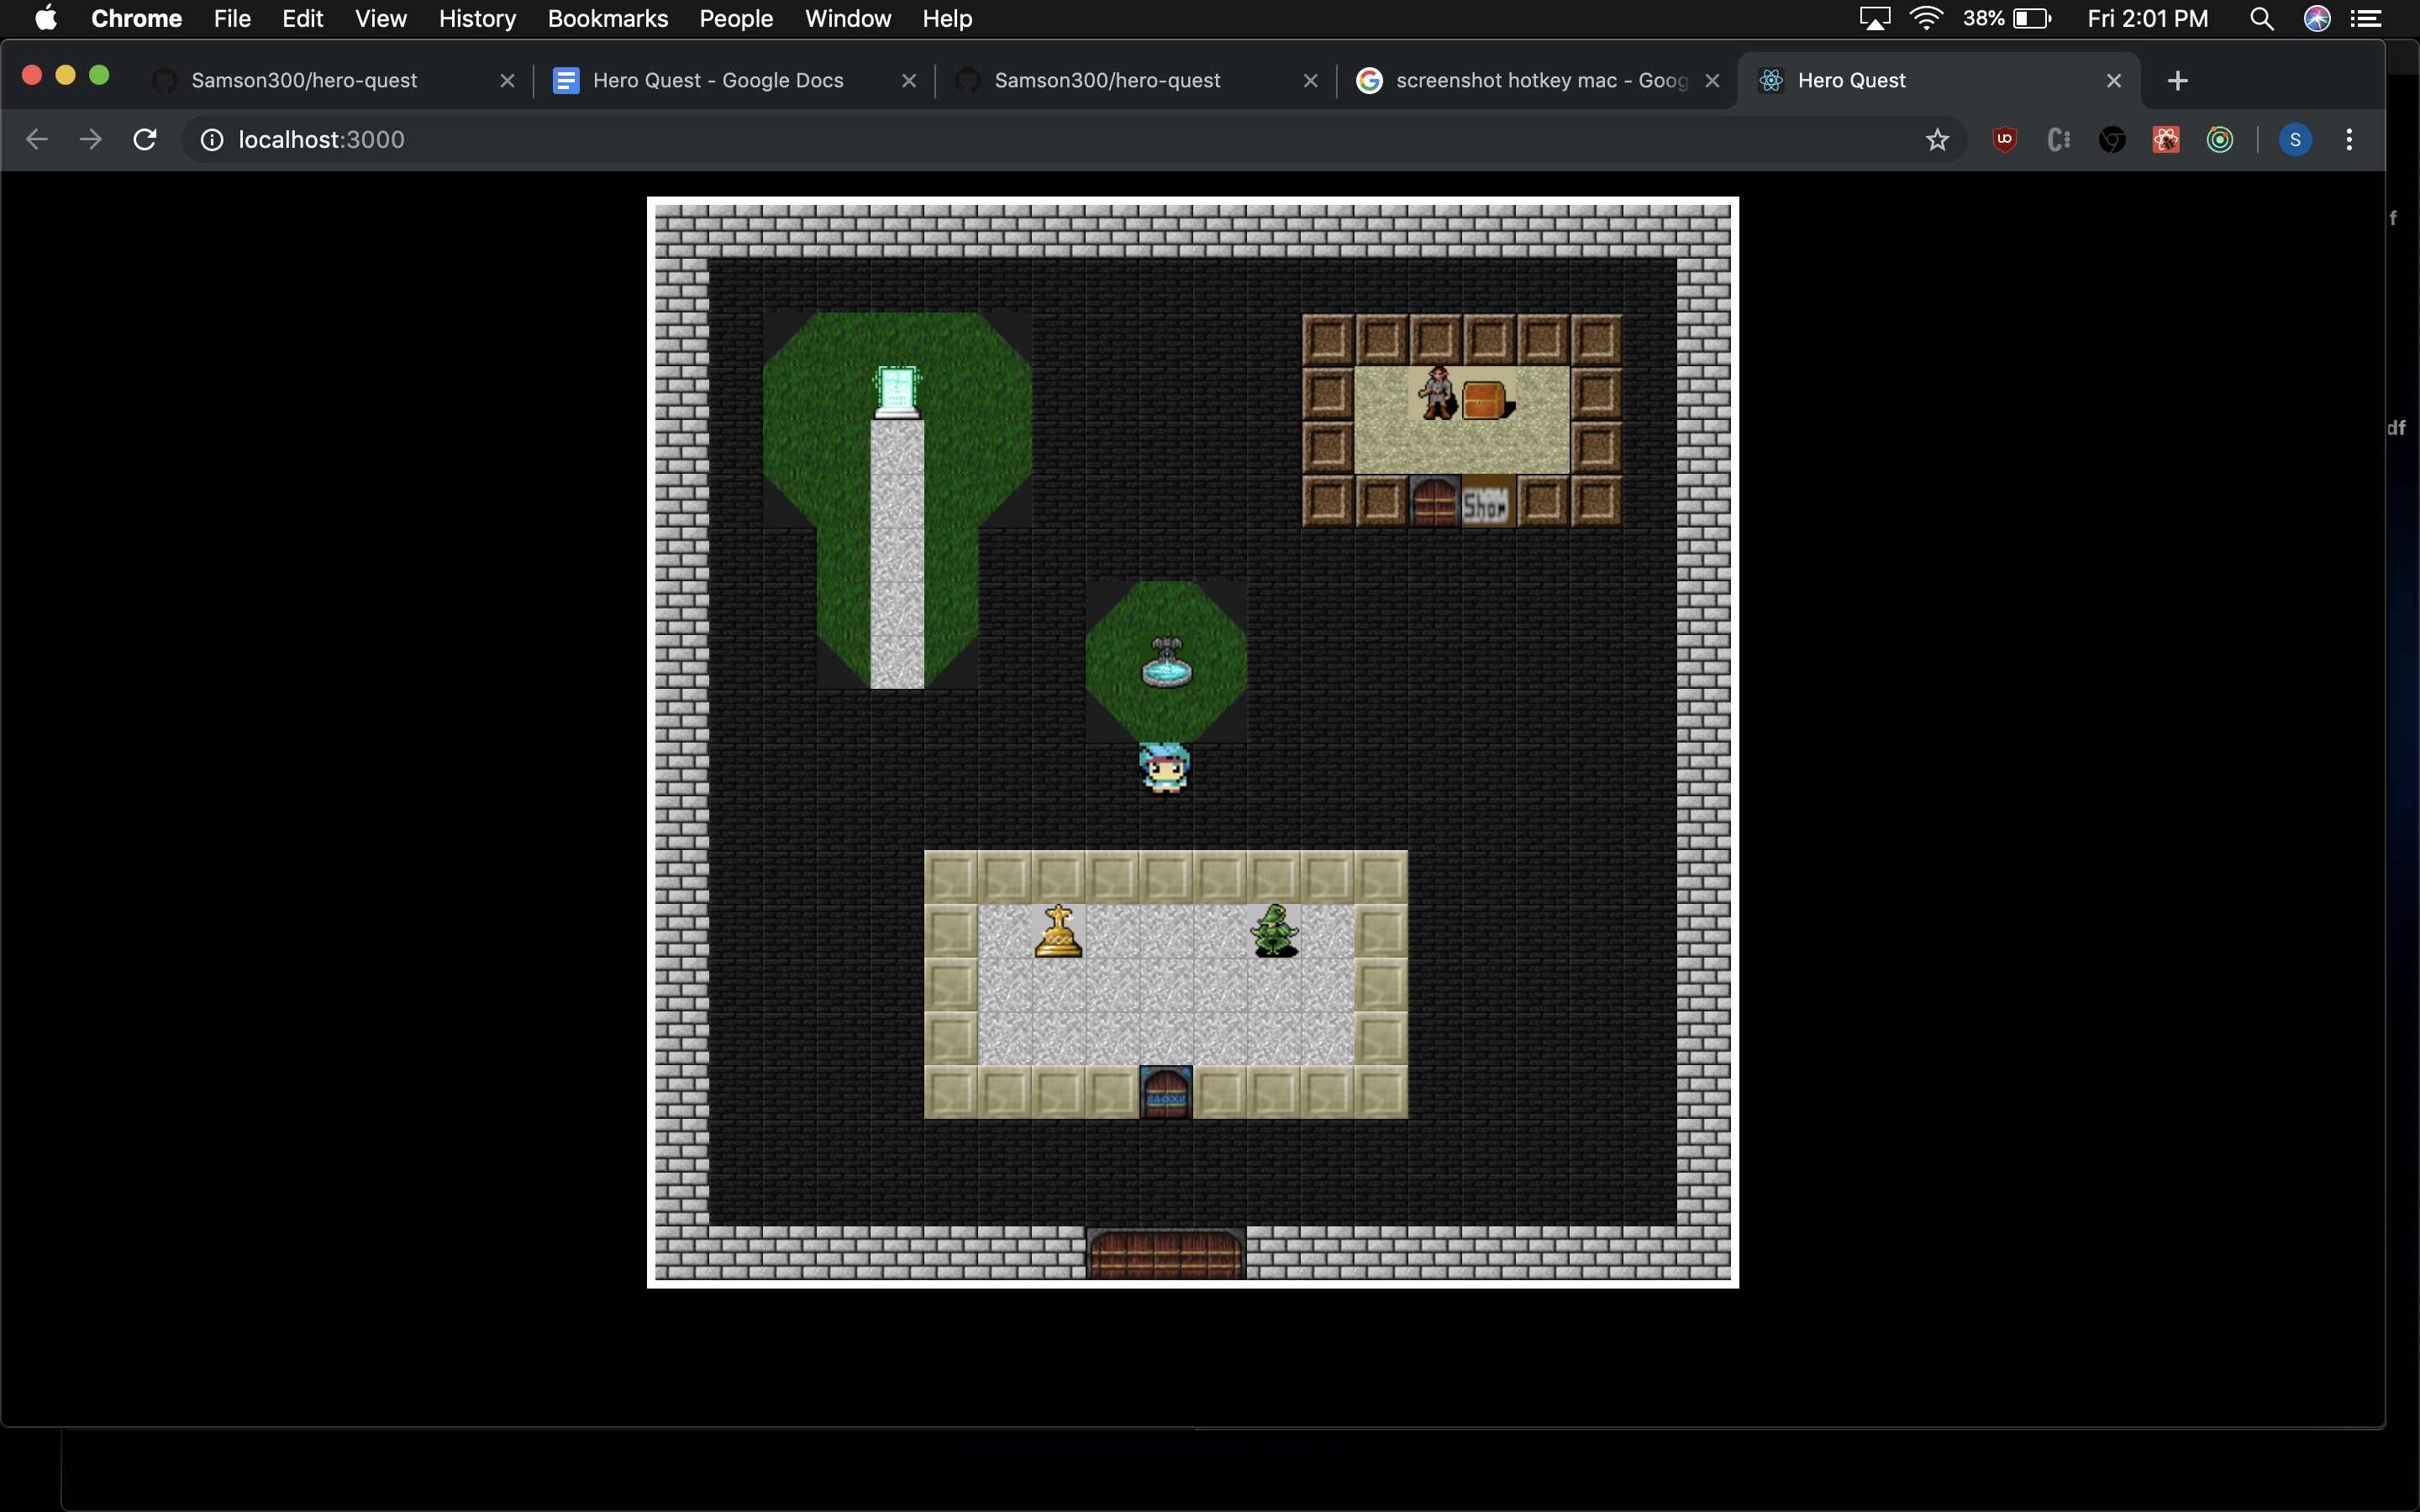 Chrome File Edit View History Bookmarks People Window Help 38% Fri 2:01 PM
Samson300/hero-quest Hero Quest - Google Docs Samson300/hero-quest screenshot hotkey mac - Goog Hero Quest
localhost:3000 S
f
df
Shop